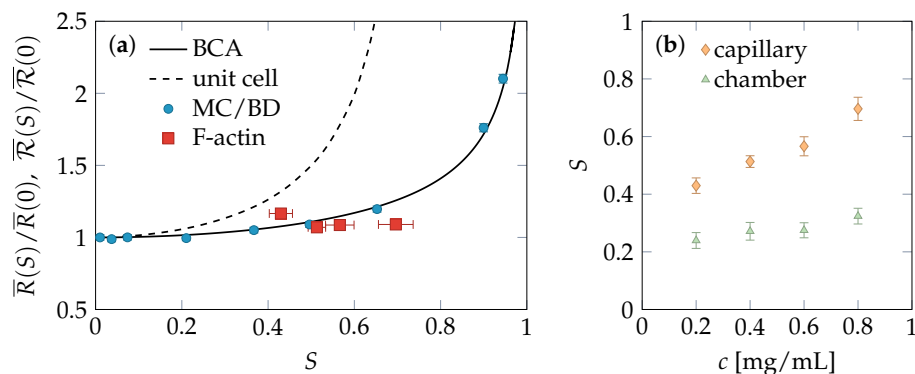 (a)
BCA
unit cell
MC/BD
F-actin
R̅(S)/R̅(0), ℛ̅(S)/ℛ̅(0)
2.5
2
1.5
1
0.5
0 0.2 0.4 0.6 0.8 1
S
(b)
capillary
chamber
S
1
0.8
0.6
0.4
0.2
0
0 0.2 0.4 0.6 0.8 1
c [mg/mL]